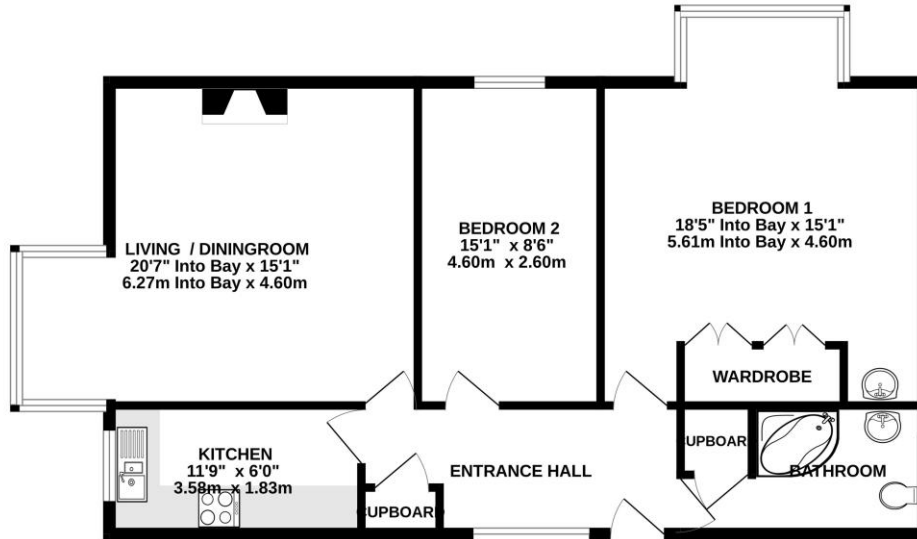 LIVING / DININGROOM
20'7" Into Bay x 15'1"
6.27m Into Bay x 4.60m
BEDROOM 2
15'1" x 8'6"
4.60m x 2.60m
BEDROOM 1
18'5" Into Bay x 15'1"
5.61m Into Bay x 4.60m
WARDROBE
KITCHEN
11'9" x 6'0"
3.58m x 1.83m
CUPBOARD
ENTRANCE HALL
CUPBOARD
BATHROOM